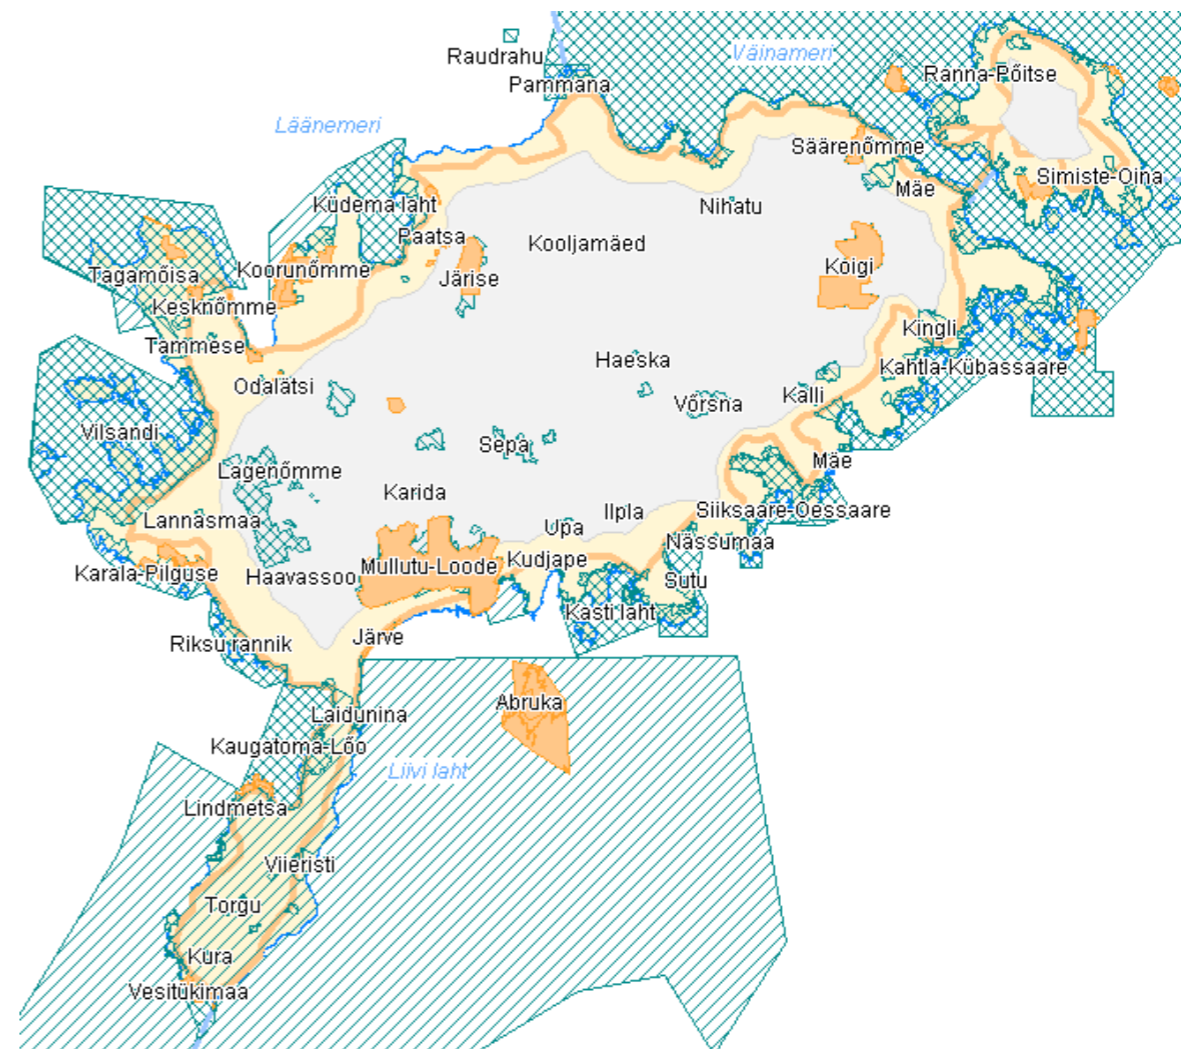 Raudrahu
Väinameri
Ranna-Põitse
Pammana
Läänemeri
Säärenõmme
Simiste-Oina
Mäe
Küdema laht
Nihatu
Paatsa
Kooljamäed
Tagamõisa
Koorunõmme
Järise
Koigi
Kesknõmme
Tammese
Kingli
Haeska
Kahtla-Kübassaare
Odalätsi
Kalli
Võrsna
Vilsandi
Sepa
Lagenõmme
Mäe
Karida
Siiksaare-Oessaare
Ilpla
Lannasmaa
Upa
Nässumaa
Kudjape
Mullutu-Loode
Karala-Pilguse
Haavassoo
Sutu
Kasti laht
Järve
Riksu rannik
Abruka
Laidunina
Kaugatoma-Lõo
Liivi laht
Lindmetsa
Viieristi
Torgu
Kura
Vesitükimaa